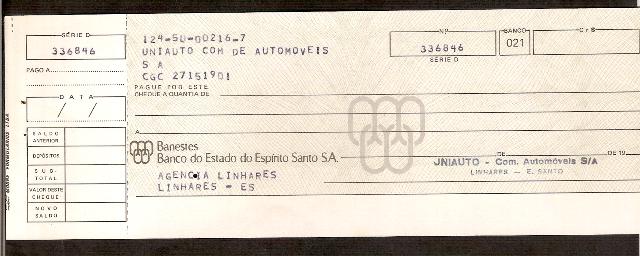 SÉRIE D
336846
PAGO A
DATA
/ /
SALDO ANTERIOR
DEPÓSITOS
SUB-TOTAL
VALOR DESTE CHEQUE
NOVO SALDO
124-50-00216-7
UNIAUTO COM DE AUTOMOVEIS
S A
CGC 27151901
PAGUE POR ESTE
CHEQUE A QUANTIA DE
Nº
336846
SÉRIE D
BANCO
021
Cr$
A
Banestes
Banco do Estado do Espírito Santo S.A.
AGENCIA LINHARES
LINHARES - ES
DE DE 19
UNIAUTO - Com. Automóveis S/A
LINHARES - E. SANTO